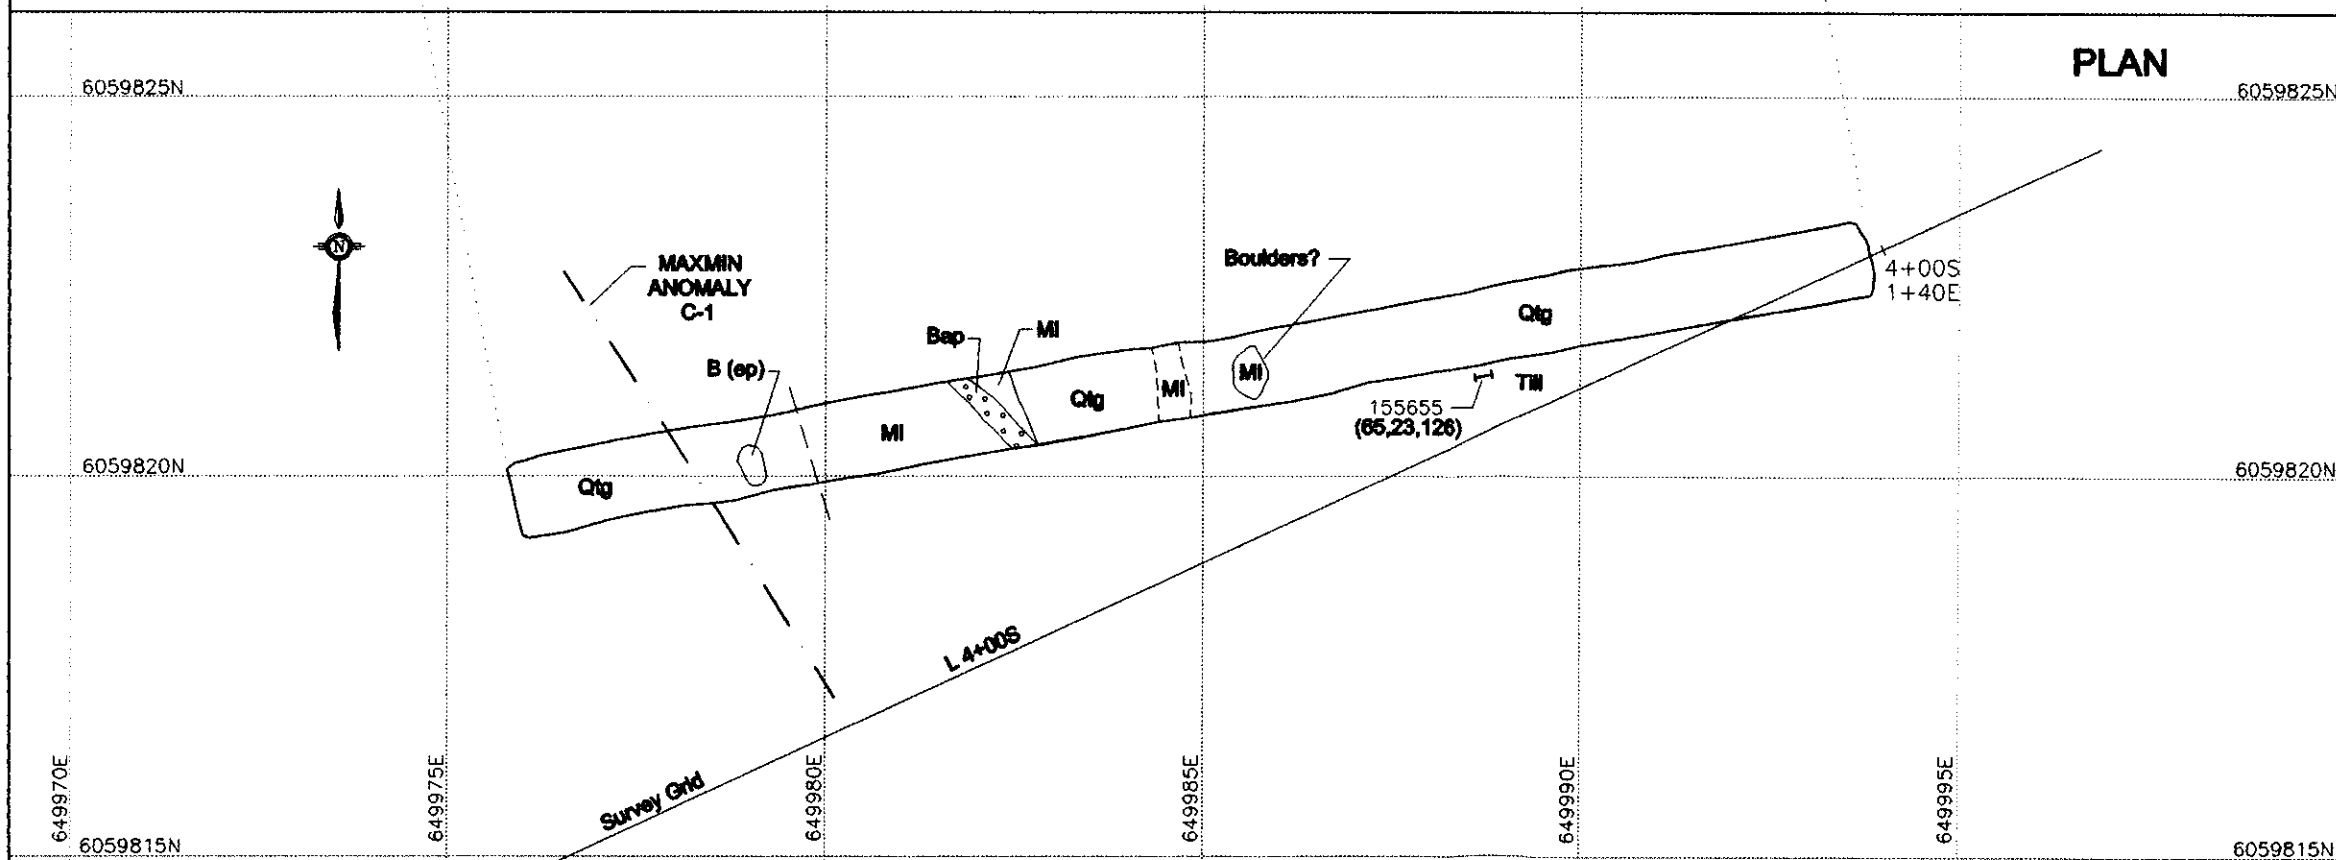 PLAN
6059825N
6059825N
N
MAXMIN
ANOMALY
C-1
Boulders?
4+00S
1+40E
Qtg
Bap
MI
B (ep)
MI
Qtg
MI
Till
155655
(65,23,126)
MI
6059820N
6059820N
Qtg
L 4+00S
Survey Grid
649970E
649975E
649980E
649985E
649990E
649995E
6059815N
6059815N